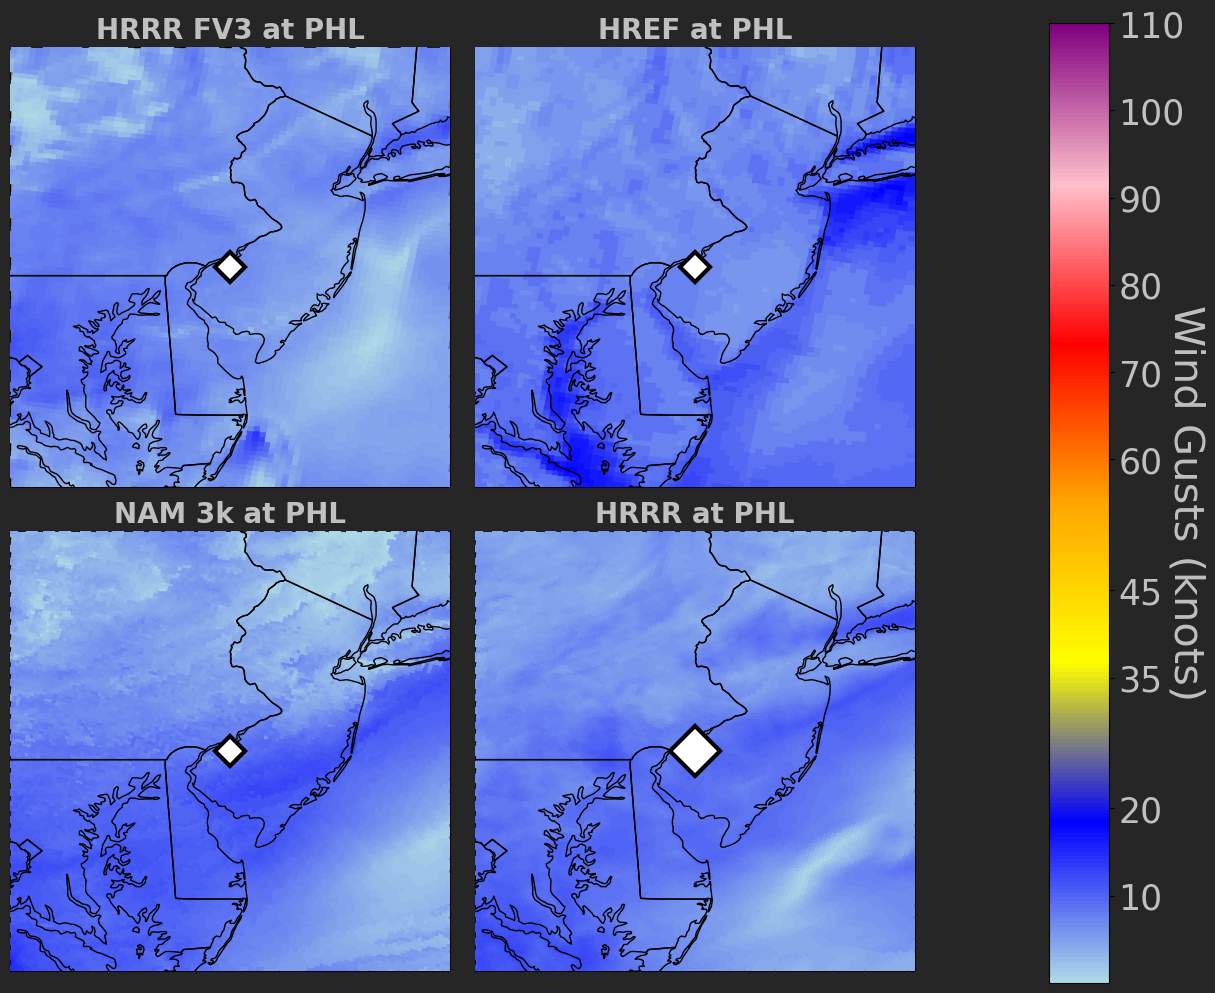 HRRR FV3 at PHL
HREF at PHL
NAM 3k at PHL
HRRR at PHL
110
100
90
80
70
60
45
35
20
10
Wind Gusts (knots)